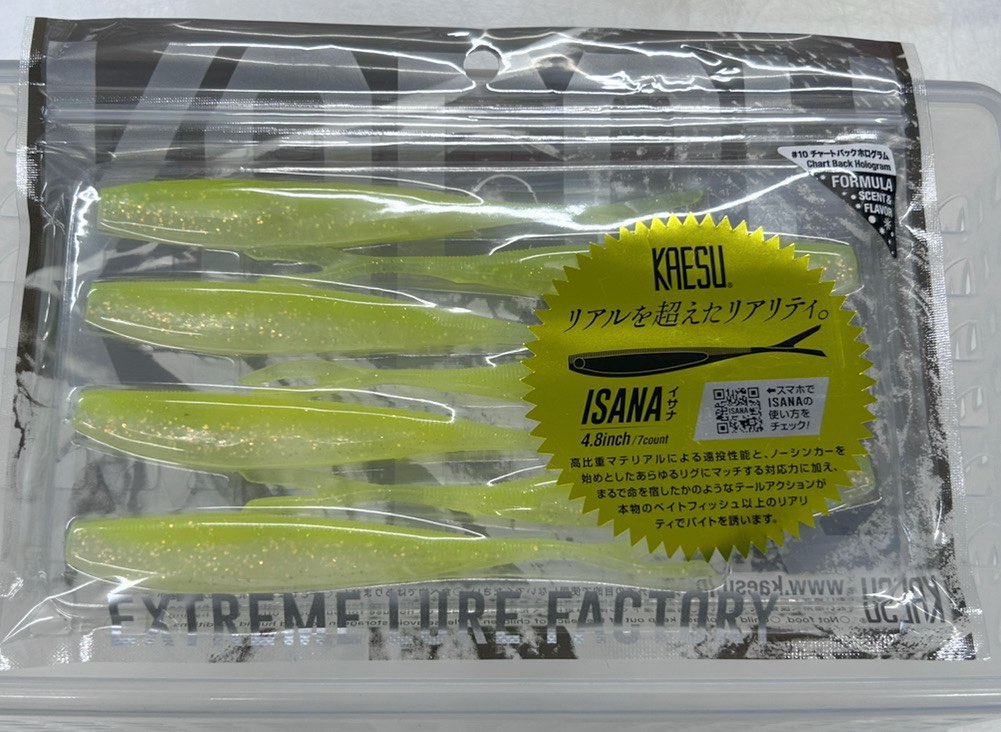 #10 チャートバックホログラム
Chart Back Hologram
FORMULA
SCENT &
FLAVOR
KAESU®
リアルを超えたリアリティ。
ISANA
イサナ
4.8inch/7count
ISANA
←スマホで
ISANAの
使い方を
チェック!
高比重マテリアルによる遠投性能と、ノーシンカーを
始めとしたあらゆるリグにマッチする対応力に加え、
まるで命を宿したかのようなテールアクションが
本物のベイトフィッシュ以上のリアリ
ティでバイトを誘います。
www.kaesu
KAESU
EXTREME LURE FACTORY
Not food.